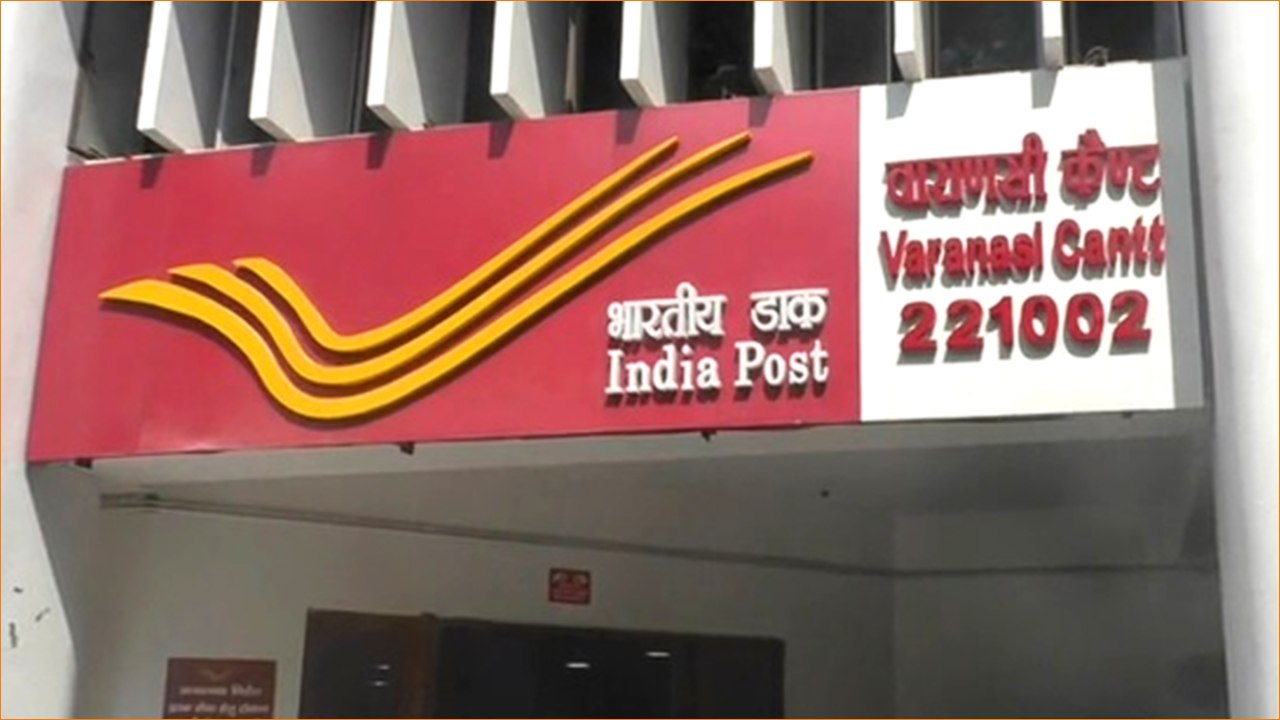 भारतीय डाक
India Post
वाराणसी कैण्ट
Varanasi Cantt
221002